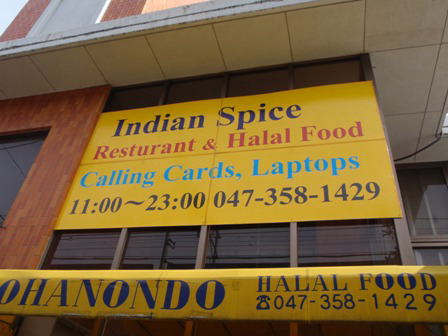 Indian Spice
Resturant & Halal Food
Calling Cards, Laptops
11:00～23:00 047-358-1429
OHANONDO HALAL FOOD
☎047-358-1429